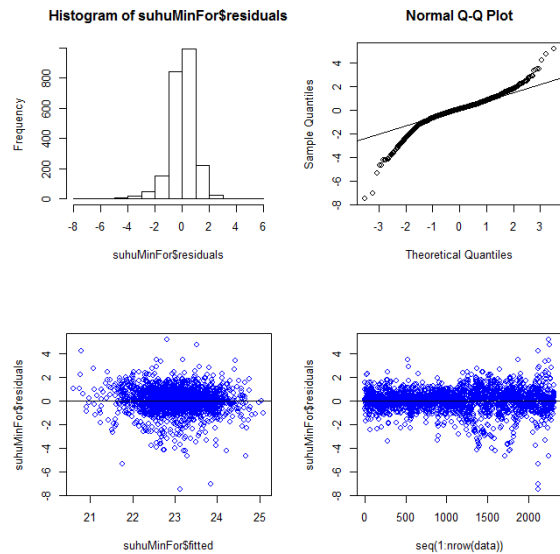 Histogram of suhuMinFor$residuals
Frequency
0 200 400 600 800
-8 -6 -4 -2 0 2 4 6
suhuMinFor$residuals
Normal Q-Q Plot
Sample Quantiles
-8 -6 -4 -2 0 2 4
-3 -2 -1 0 1 2 3
Theoretical Quantiles
suhuMinFor$residuals
-8 -6 -4 -2 0 2 4
21 22 23 24 25
suhuMinFor$fitted
suhuMinFor$residuals
-8 -6 -4 -2 0 2 4
0 500 1000 1500 2000
seq(1:nrow(data))